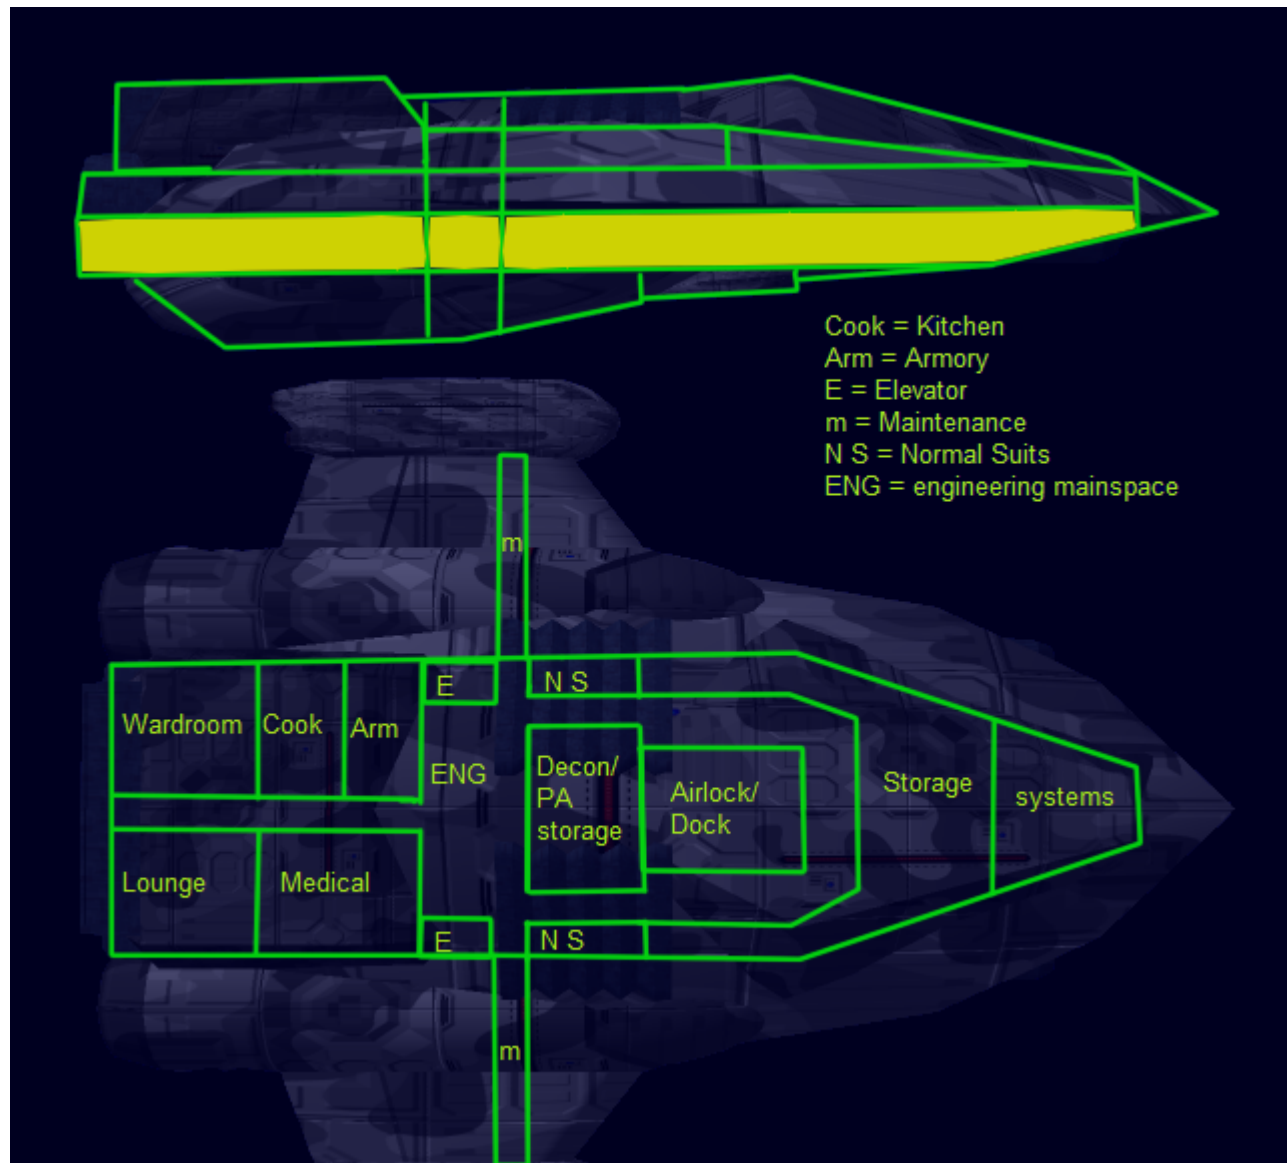 Cook = Kitchen
Arm = Armory
E = Elevator
m = Maintenance
N S = Normal Suits
ENG = engineering mainspace
m
E
N S
Wardroom
Cook
Arm
ENG
Decon/
PA
storage
Airlock/
Dock
Storage
systems
Lounge
Medical
E
N S
m